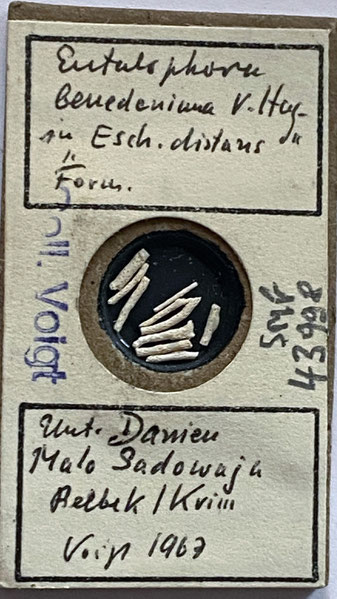 Entalophora
Benedeniana V. Hag.
in "Esch. distans"
Form.
Coll. Voigt
SMF
43998
Unt. Danien
Malo Sadowaja
Belbek/Krim
Voigt 1967